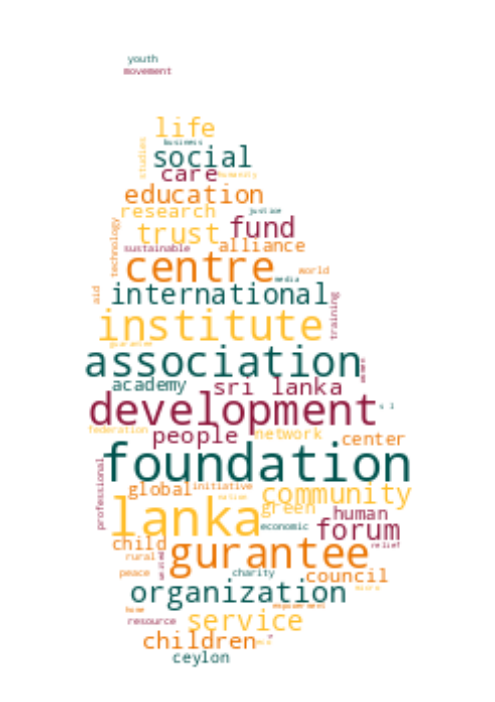 youth
movement
life
business
studies
social
care
humanity
education
research
justice
technology
trust
fund
sustainable
alliance
centre
world
media
aid
international
training
institute
guarantee
association
women
academy
sri lanka
development
s l
federation
people
network
center
foundation
professional
global
initiative
community
nation
lanka
green
human
economic
forum
child
gurantee
relief
rural
united
peace
charity
council
organization
empowerment
home
resource
service
children
ceylon